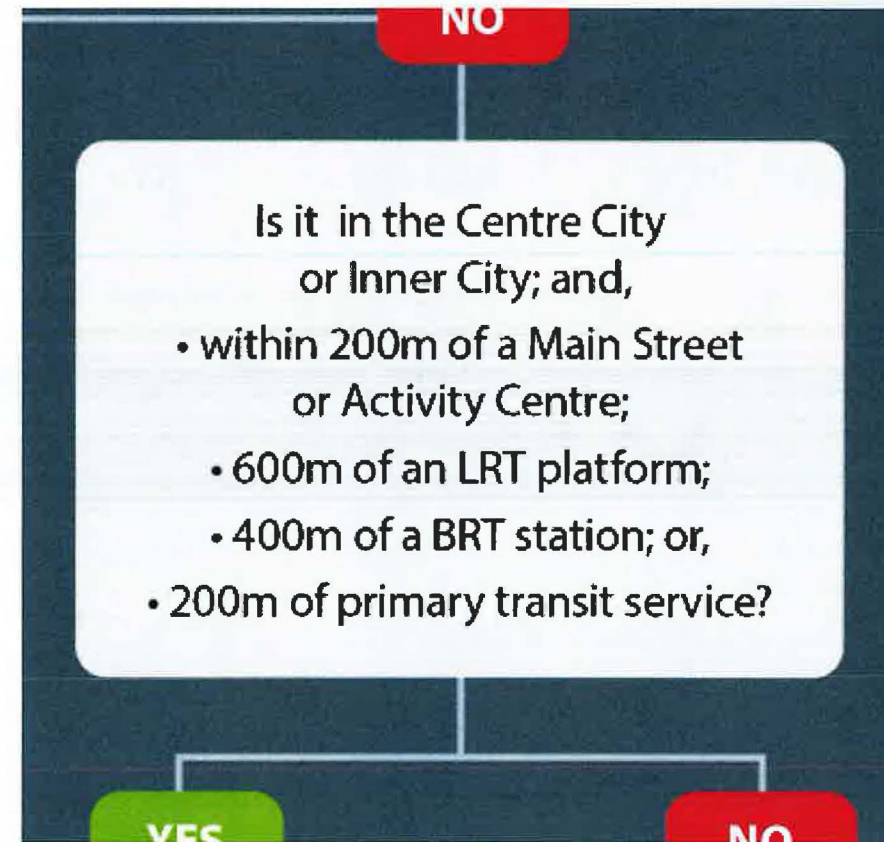 NO
Is it in the Centre City
or Inner City; and,
• within 200m of a Main Street
or Activity Centre;
• 600m of an LRT platform;
• 400m of a BRT station; or,
• 200m of primary transit service?
YES
NO